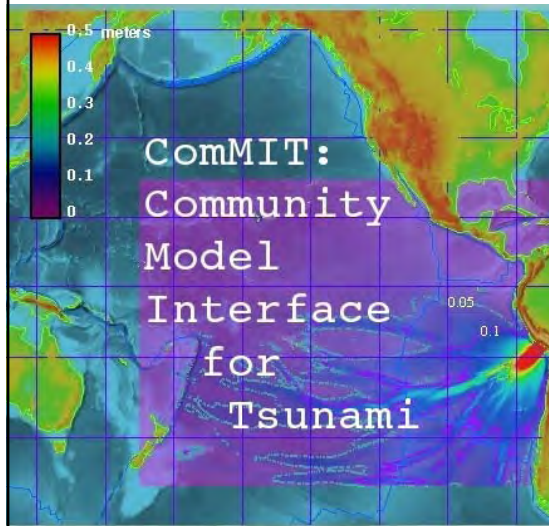 0.5 meters
0.4
0.3
0.2
0.1
0
ComMIT:
Community
Model
Interface
for
Tsunami
0.05
0.1